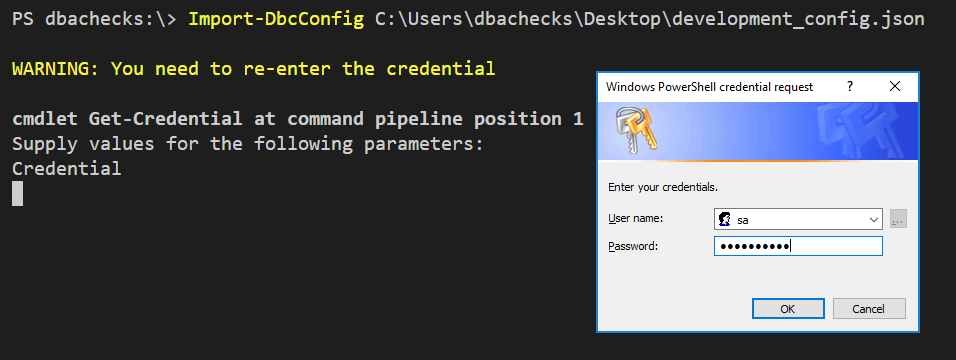 PS dbachecks:\> Import-DbcConfig C:\Users\dbachecks\Desktop\development_config.json
WARNING: You need to re-enter the credential
cmdlet Get-Credential at command pipeline position 1
Supply values for the following parameters:
Credential
Windows PowerShell credential request ? ✕
Enter your credentials.
User name: sa ...
Password: ●●●●●●●●●●
OK Cancel